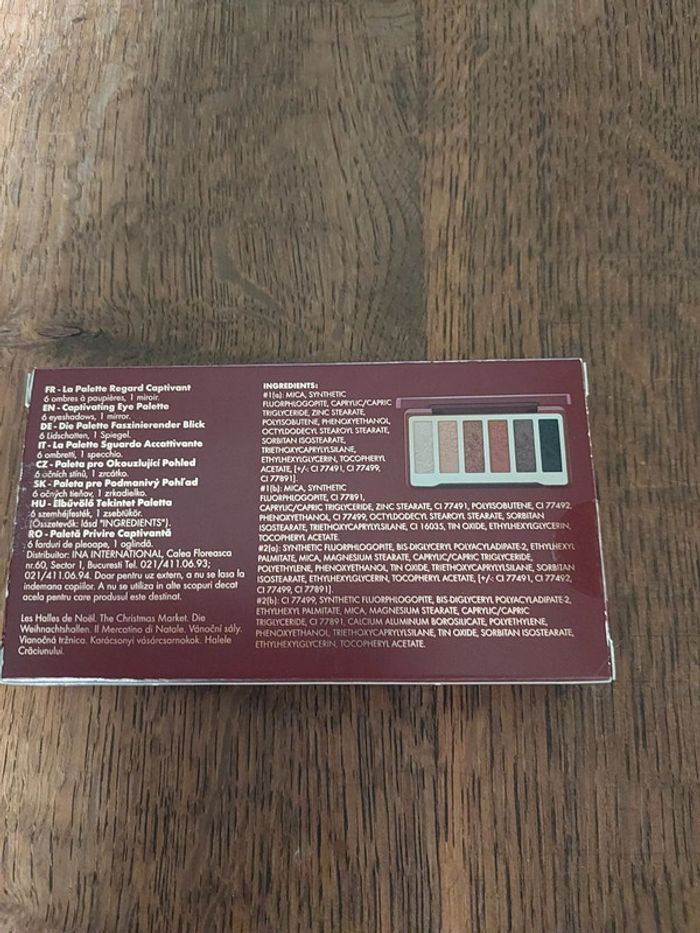 FR - La Palette Regard Captivant
6 ombres à paupières, 1 miroir.
EN - Captivating Eye Palette
6 eyeshadows, 1 mirror.
DE - Die Palette Faszinierender Blick
6 Lidschatten, 1 Spiegel.
IT - La Palette Sguardo Accattivante
6 ombretti, 1 specchio.
CZ - Paleta pro Okouzlující Pohled
6 očních stínů, 1 zrcátko.
SK - Paleta pre Podmanivý Pohľad
6 očných tieňov, 1 zrkadielko.
HU - Elbűvölő Tekintet Paletta
6 szemhéjfesték, 1 zsebtükör.
(Összetevők: lásd "INGREDIENTS").
RO - Paletă Privire Captivantă
6 farduri de pleoape, 1 oglindă.
Distribuitor: INA INTERNATIONAL, Calea Floreasca
nr.60, Sector 1, Bucuresti Tel. 021/411.06.93;
021/411.06.94. Doar pentru uz extern, a nu se lasa la
indemana copiilor. A nu se utiliza in alte scopuri decat
acela pentru care produsul este destinat.
Les Halles de Noël. The Christmas Market. Die
Weihnachtshallen. Il Mercatino di Natale. Vánoční sály.
Vianočná tržnica. Karácsonyi vásárcsarnokok. Halele
Crăciunului.
INGREDIENTS:
#1(a): MICA, SYNTHETIC
FLUORPHLOGOPITE, CAPRYLIC/CAPRIC
TRIGLYCERIDE, ZINC STEARATE,
POLYISOBUTENE, PHENOXYETHANOL,
OCTYLDODECYL STEAROYL STEARATE,
SORBITAN ISOSTEARATE,
TRIETHOXYCAPRYLYLSILANE,
ETHYLHEXYLGLYCERIN, TOCOPHERYL
ACETATE, [+/: CI 77491, CI 77499,
CI 77891].
#1(b): MICA, SYNTHETIC
FLUORPHLOGOPITE, CI 77891,
CAPRYLIC/CAPRIC TRIGLYCERIDE, ZINC STEARATE, CI 77491, POLYISOBUTENE, CI 77492,
PHENOXYETHANOL, CI 77499, OCTYLDODECYL STEAROYL STEARATE, SORBITAN
ISOSTEARATE, TRIETHOXYCAPRYLYLSILANE, CI 16035, TIN OXIDE, ETHYLHEXYLGLYCERIN,
TOCOPHERYL ACETATE.
#2(a): SYNTHETIC FLUORPHLOGOPITE, BIS-DIGLYCERYL POLYACYLADIPATE-2, ETHYLHEXYL
PALMITATE, MICA, MAGNESIUM STEARATE, CAPRYLIC/CAPRIC TRIGLYCERIDE,
POLYETHYLENE, PHENOXYETHANOL, TIN OXIDE, TRIETHOXYCAPRYLYLSILANE, SORBITAN
ISOSTEARATE, ETHYLHEXYLGLYCERIN, TOCOPHERYL ACETATE [+/-: CI 77491, CI 77492,
CI 77499, CI 77891].
#2(b): CI 77499, SYNTHETIC FLUORPHLOGOPITE, BIS-DIGLYCERYL POLYACYLADIPATE-2,
ETHYLHEXYL PALMITATE, MICA, MAGNESIUM STEARATE, CAPRYLIC/CAPRIC
TRIGLYCERIDE, CI 77891, CALCIUM ALUMINUM BOROSILICATE, POLYETHYLENE,
PHENOXYETHANOL, TRIETHOXYCAPRYLYLSILANE, TIN OXIDE, SORBITAN ISOSTEARATE,
ETHYLHEXYLGLYCERIN, TOCOPHERYL ACETATE.